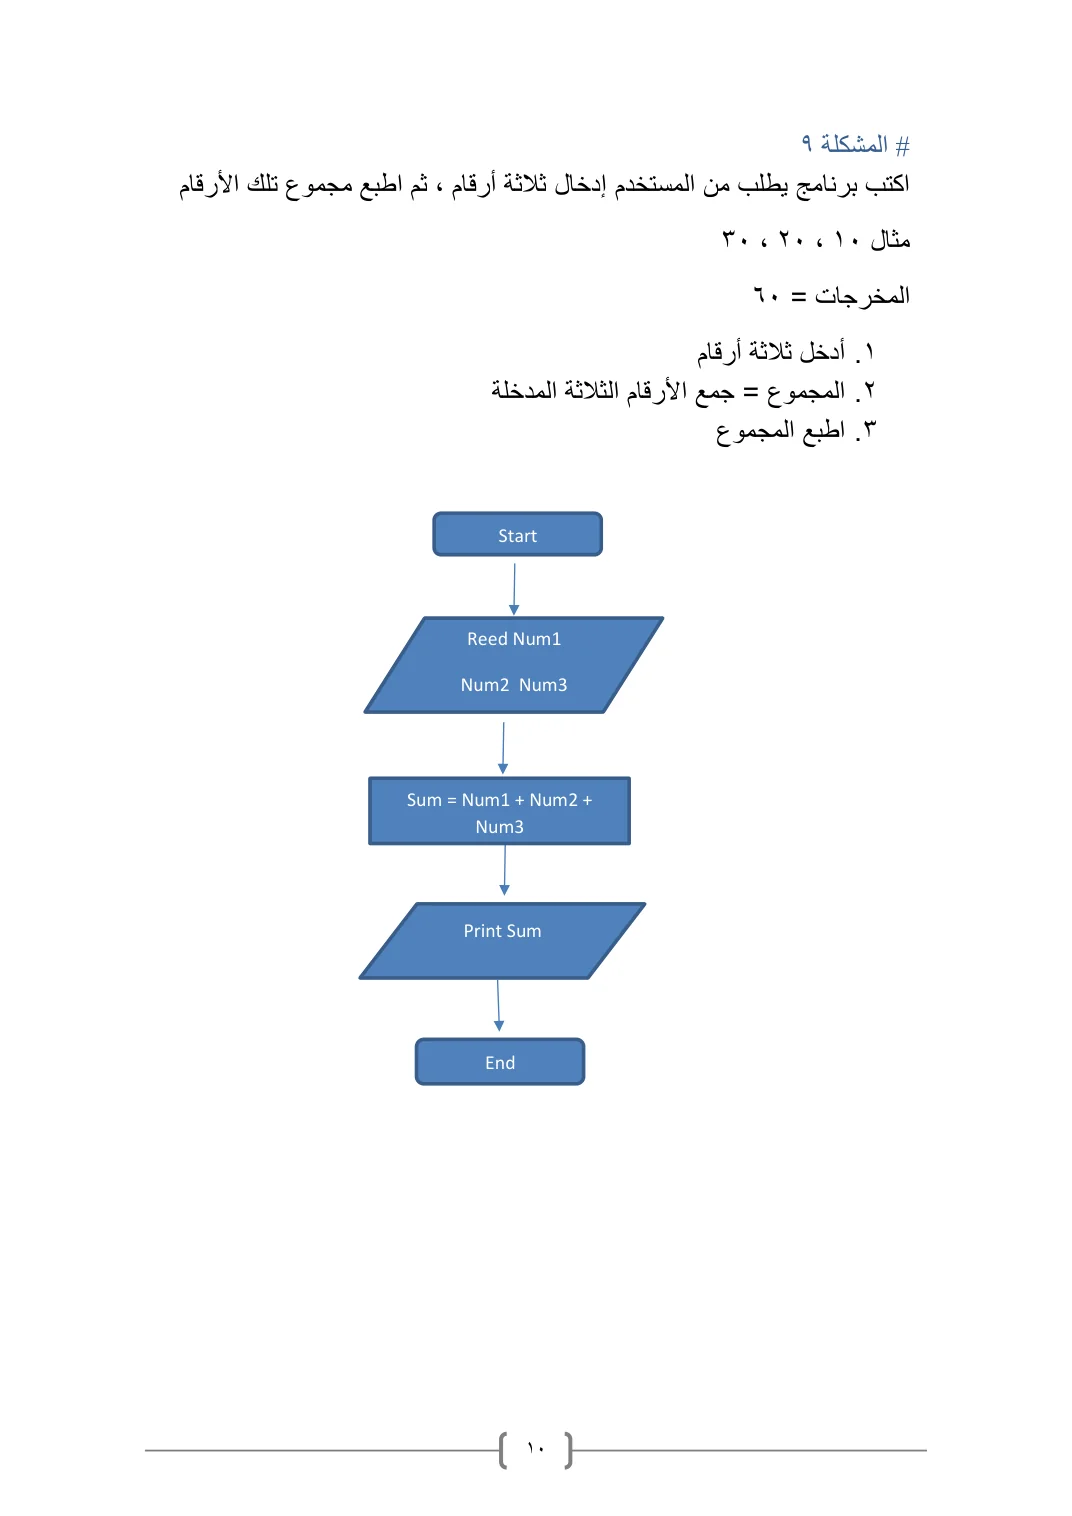 # المشكلة ٩
اكتب برنامج يطلب من المستخدم إدخال ثلاثة أرقام ، ثم اطبع مجموع تلك الأرقام
مثال ١٠ ، ٢٠ ، ٣٠
المخرجات = ٦٠
١. أدخل ثلاثة أرقام
٢. المجموع = جمع الأرقام الثلاثة المدخلة
٣. اطبع المجموع
Start
Reed Num1
Num2  Num3
Sum = Num1 + Num2 +
Num3
Print Sum
End
١٠